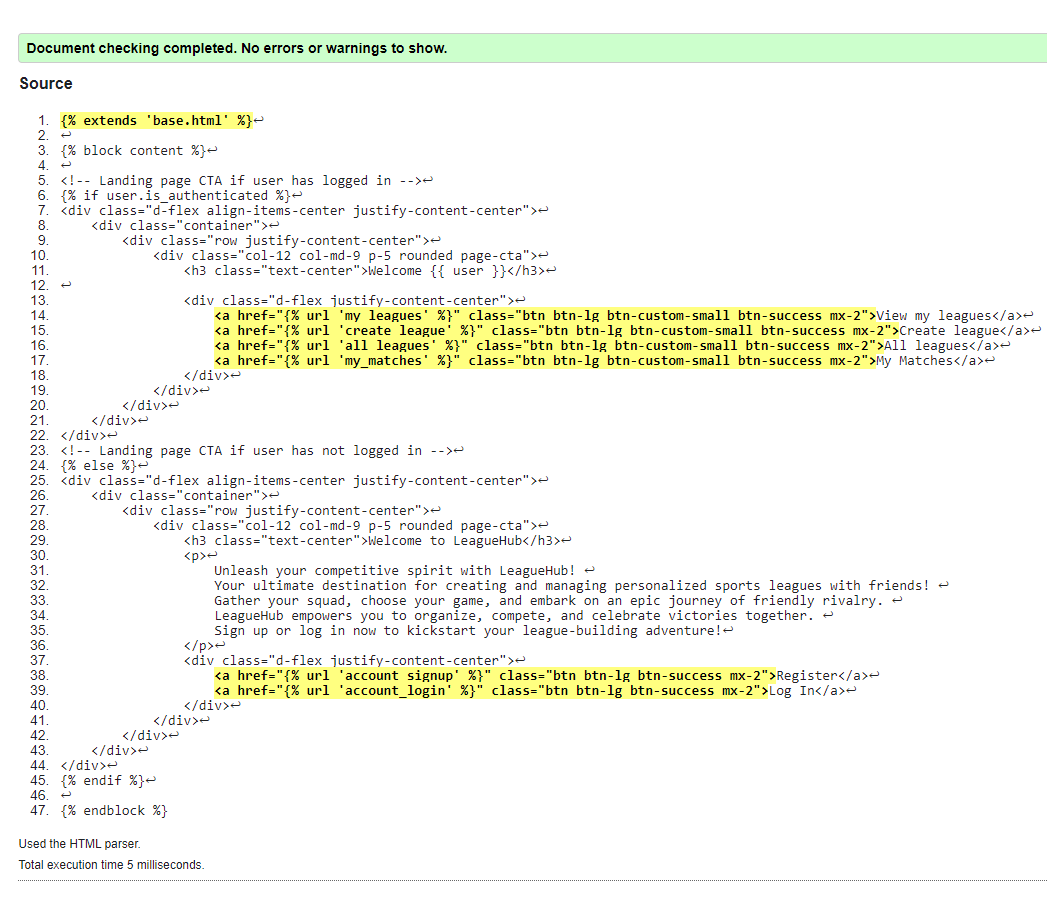 Document checking completed. No errors or warnings to show.
Source
1. {% extends 'base.html' %}↩
2. ↩
3. {% block content %}↩
4. ↩
5. <!-- Landing page CTA if user has logged in -->↩
6. {% if user.is_authenticated %}↩
7. <div class="d-flex align-items-center justify-content-center">↩
8.     <div class="container">↩
9.         <div class="row justify-content-center">↩
10.             <div class="col-12 col-md-9 p-5 rounded page-cta">↩
11.                 <h3 class="text-center">Welcome {{ user }}</h3>↩
12. ↩
13.                 <div class="d-flex justify-content-center">↩
14.                     <a href="{% url 'my_leagues' %}" class="btn btn-lg btn-custom-small btn-success mx-2">View my leagues</a>↩
15.                     <a href="{% url 'create_league' %}" class="btn btn-lg btn-custom-small btn-success mx-2">Create league</a>↩
16.                     <a href="{% url 'all_leagues' %}" class="btn btn-lg btn-custom-small btn-success mx-2">All leagues</a>↩
17.                     <a href="{% url 'my_matches' %}" class="btn btn-lg btn-custom-small btn-success mx-2">My Matches</a>↩
18.                 </div>↩
19.             </div>↩
20.         </div>↩
21.     </div>↩
22. </div>↩
23. <!-- Landing page CTA if user has not logged in -->↩
24. {% else %}↩
25. <div class="d-flex align-items-center justify-content-center">↩
26.     <div class="container">↩
27.         <div class="row justify-content-center">↩
28.             <div class="col-12 col-md-9 p-5 rounded page-cta">↩
29.                 <h3 class="text-center">Welcome to LeagueHub</h3>↩
30.                 <p>↩
31.                     Unleash your competitive spirit with LeagueHub! ↩
32.                     Your ultimate destination for creating and managing personalized sports leagues with friends! ↩
33.                     Gather your squad, choose your game, and embark on an epic journey of friendly rivalry. ↩
34.                     LeagueHub empowers you to organize, compete, and celebrate victories together. ↩
35.                     Sign up or log in now to kickstart your league-building adventure!↩
36.                 </p>↩
37.                 <div class="d-flex justify-content-center">↩
38.                     <a href="{% url 'account_signup' %}" class="btn btn-lg btn-success mx-2">Register</a>↩
39.                     <a href="{% url 'account_login' %}" class="btn btn-lg btn-success mx-2">Log In</a>↩
40.                 </div>↩
41.             </div>↩
42.         </div>↩
43.     </div>↩
44. </div>↩
45. {% endif %}↩
46. ↩
47. {% endblock %}
Used the HTML parser.
Total execution time 5 milliseconds.